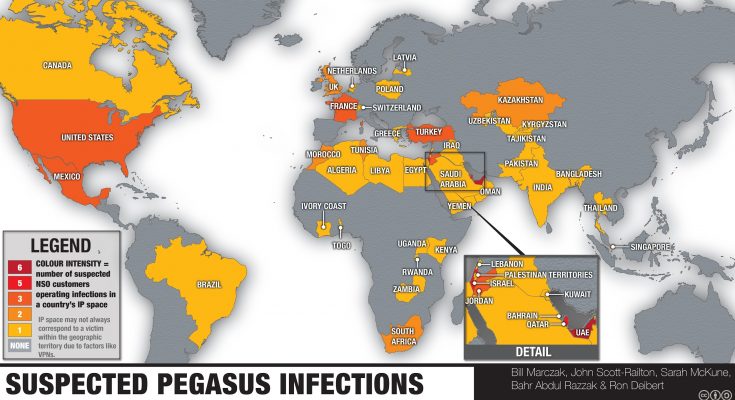 CANADA
UNITED STATES
MEXICO
BRAZIL
LATVIA
NETHERLANDS
UK
POLAND
FRANCE
SWITZERLAND
GREECE
TURKEY
KAZAKHSTAN
UZBEKISTAN
KYRGYZSTAN
TAJIKISTAN
IRAQ
TUNISIA
MOROCCO
ALGERIA
LIBYA
EGYPT
SAUDI
ARABIA
OMAN
YEMEN
PAKISTAN
BANGLADESH
INDIA
THAILAND
SINGAPORE
IVORY COAST
TOGO
UGANDA
KENYA
RWANDA
ZAMBIA
SOUTH
AFRICA
LEGEND
6
5
3
2
1
NONE
COLOUR INTENSITY =
number of suspected
NSO customers
operating infections in
a country's IP space
IP space may not always
correspond to a victim
within the geographic
territory due to factors like
VPNs.
LEBANON
PALESTINIAN TERRITORIES
ISRAEL
JORDAN
KUWAIT
BAHRAIN
QATAR
UAE
DETAIL
SUSPECTED PEGASUS INFECTIONS
Bill Marczak, John Scott-Railton, Sarah McKune,
Bahr Abdul Razzak & Ron Deibert
cc